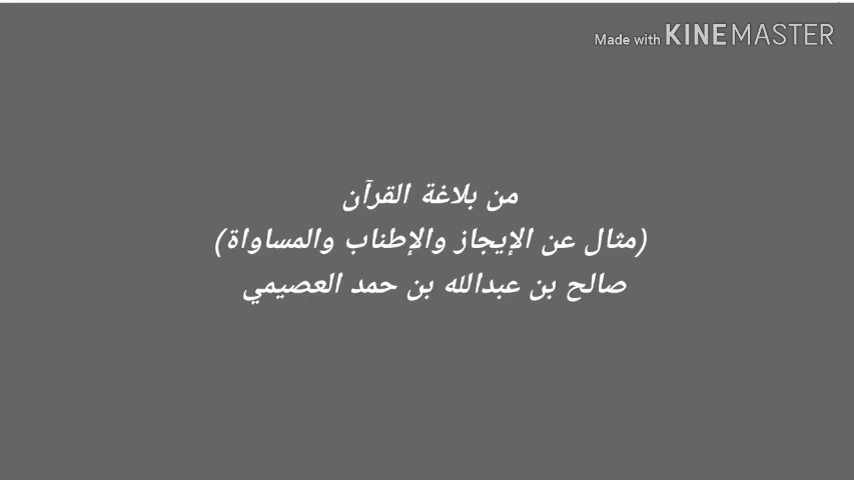 Made with KINEMASTER
من بلاغة القرآن
(مثال عن الإيجاز والإطناب والمساواة)
صالح بن عبدالله بن حمد العصيمي